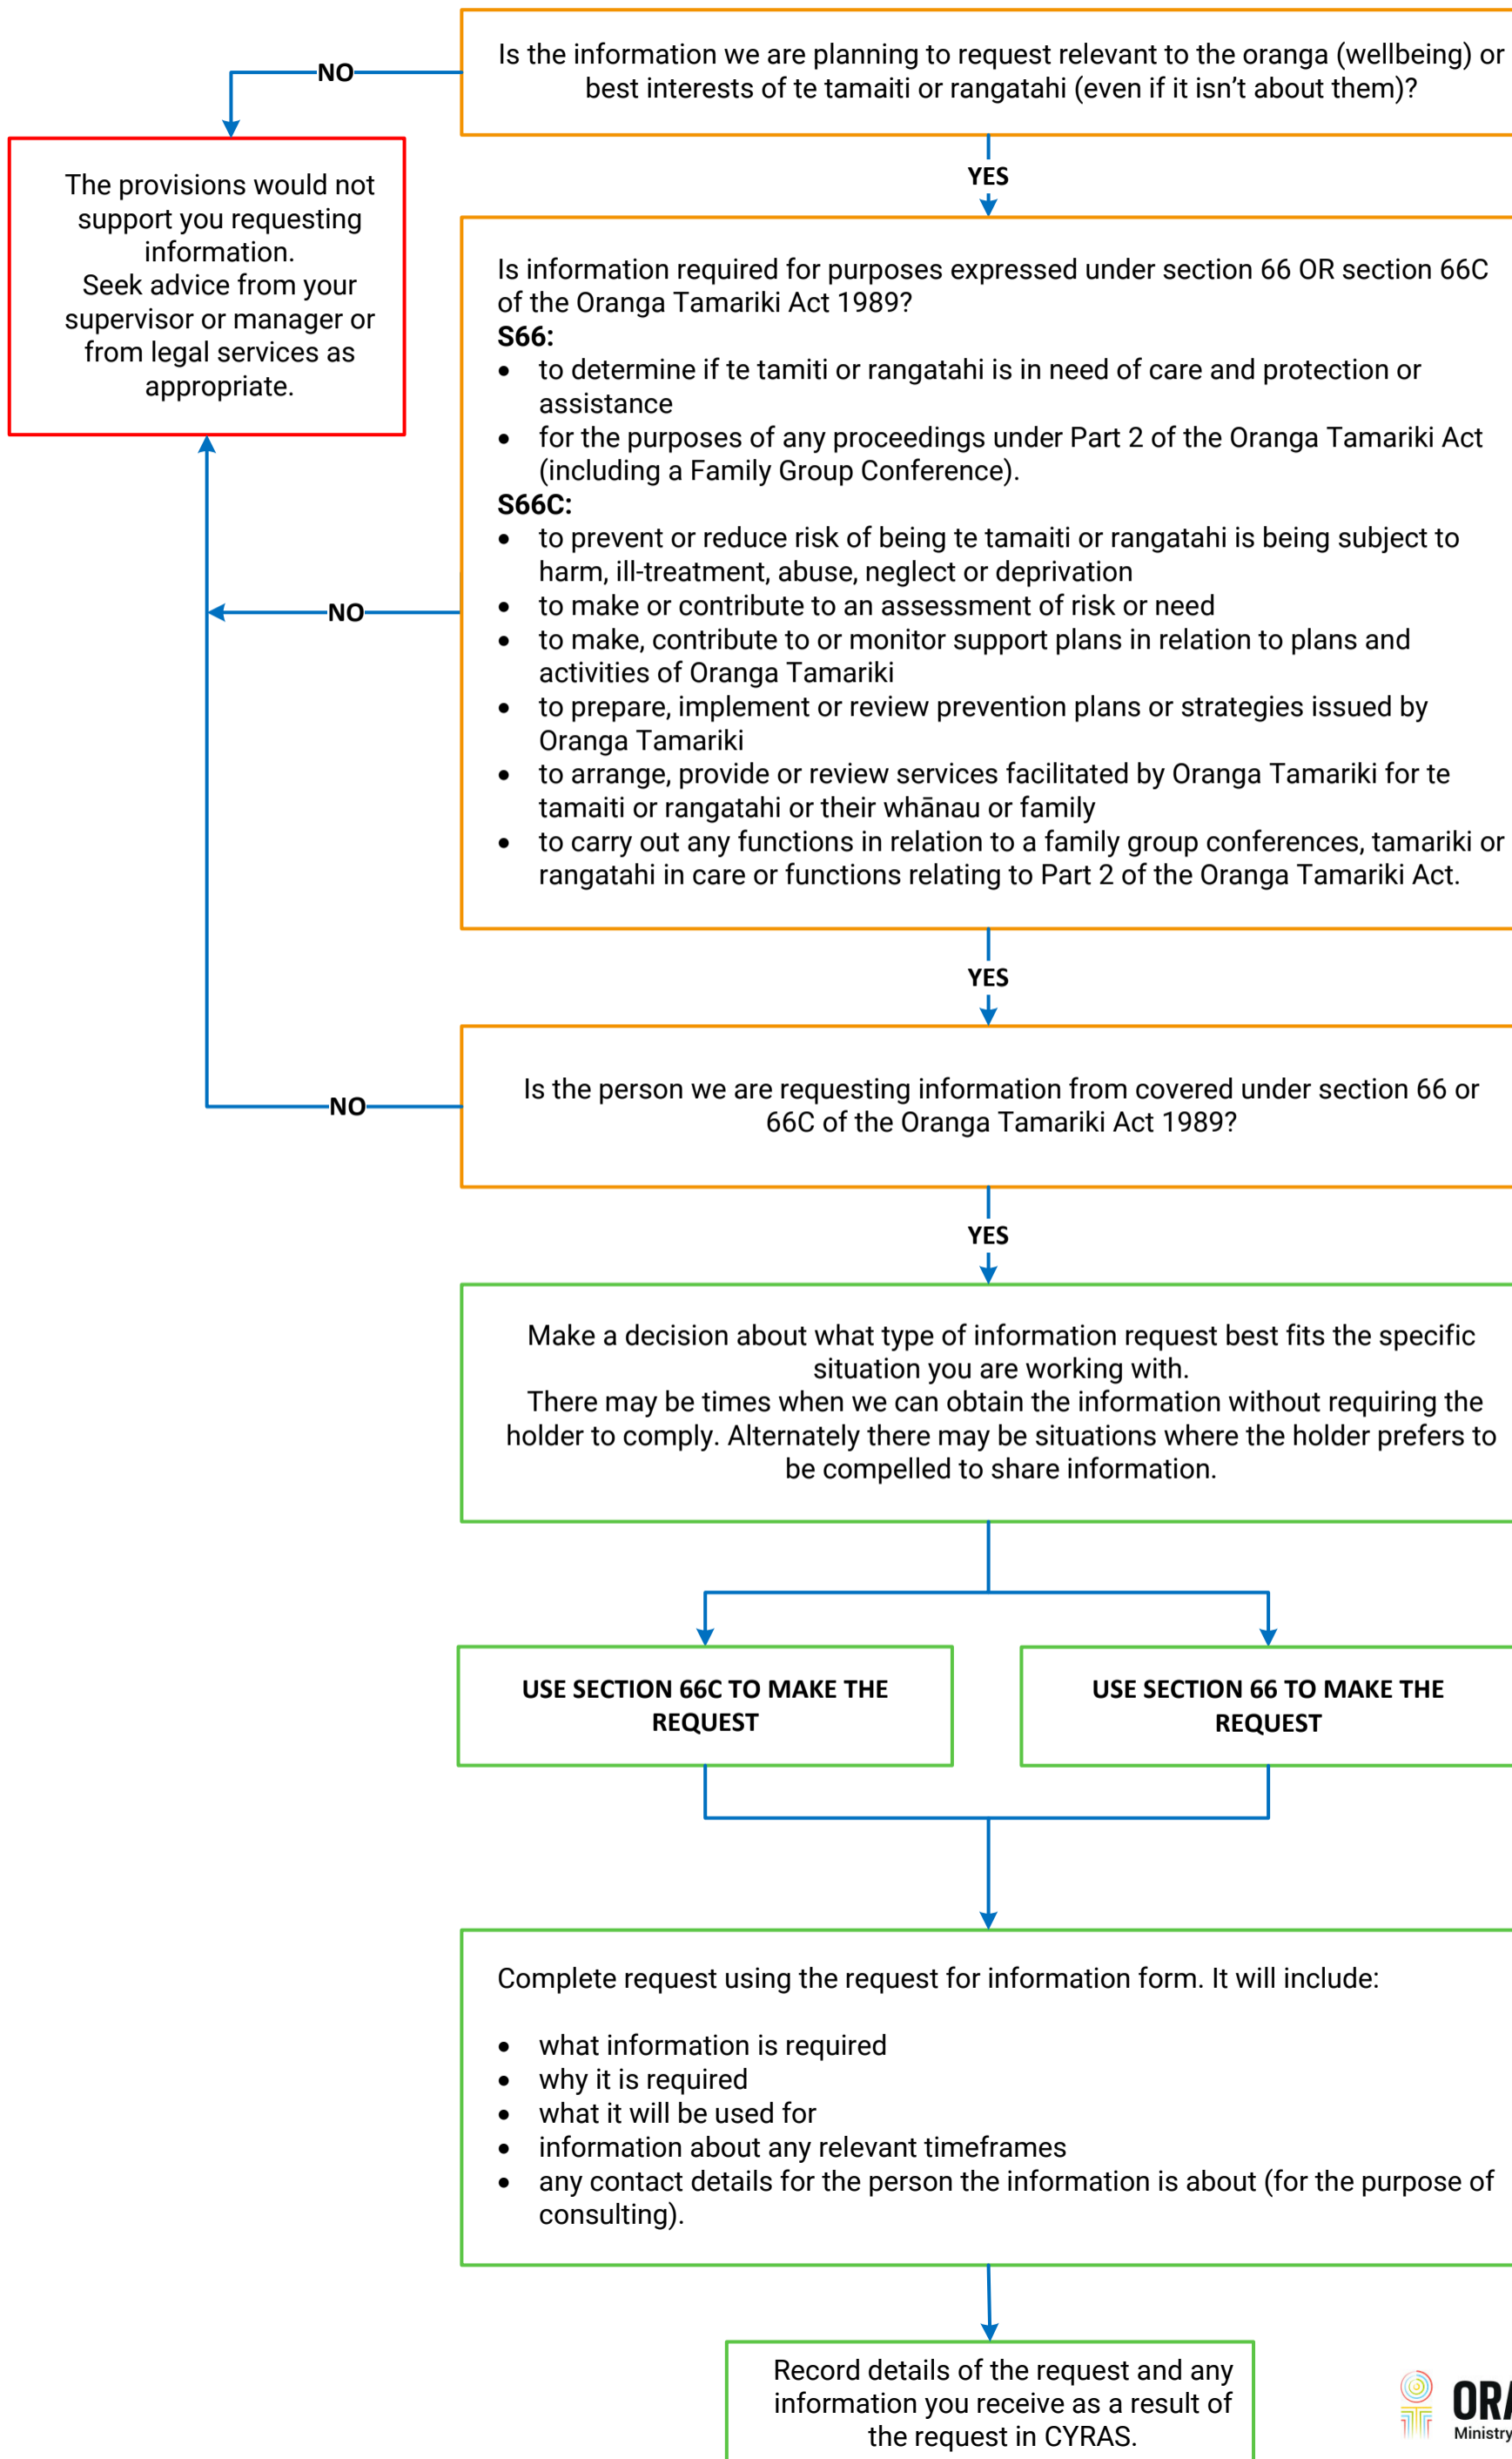 Is the information we are planning to request relevant to the oranga (wellbeing) or
best interests of te tamaiti or rangatahi (even if it isn’t about them)?
NO
The provisions would not
support you requesting
information.
Seek advice from your
supervisor or manager or
from legal services as
appropriate.
YES
Is information required for purposes expressed under section 66 OR section 66C
of the Oranga Tamariki Act 1989?
S66:
• to determine if te tamiti or rangatahi is in need of care and protection or
assistance
• for the purposes of any proceedings under Part 2 of the Oranga Tamariki Act
(including a Family Group Conference).
S66C:
• to prevent or reduce risk of being te tamaiti or rangatahi is being subject to
harm, ill-treatment, abuse, neglect or deprivation
• to make or contribute to an assessment of risk or need
• to make, contribute to or monitor support plans in relation to plans and
activities of Oranga Tamariki
• to prepare, implement or review prevention plans or strategies issued by
Oranga Tamariki
• to arrange, provide or review services facilitated by Oranga Tamariki for te
tamaiti or rangatahi or their whānau or family
• to carry out any functions in relation to a family group conferences, tamariki or
rangatahi in care or functions relating to Part 2 of the Oranga Tamariki Act.
NO
YES
Is the person we are requesting information from covered under section 66 or
66C of the Oranga Tamariki Act 1989?
NO
YES
Make a decision about what type of information request best fits the specific
situation you are working with.
There may be times when we can obtain the information without requiring the
holder to comply. Alternately there may be situations where the holder prefers to
be compelled to share information.
USE SECTION 66C TO MAKE THE
REQUEST
USE SECTION 66 TO MAKE THE
REQUEST
Complete request using the request for information form. It will include:
• what information is required
• why it is required
• what it will be used for
• information about any relevant timeframes
• any contact details for the person the information is about (for the purpose of
consulting).
Record details of the request and any
information you receive as a result of
the request in CYRAS.
Ministry